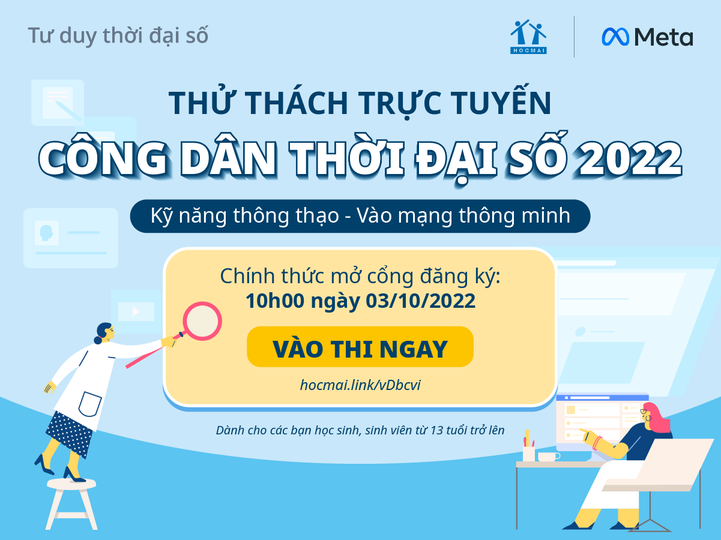 Tư duy thời đại số
HOCMAI
Meta
THỬ THÁCH TRỰC TUYẾN
CÔNG DÂN THỜI ĐẠI SỐ 2022
Kỹ năng thông thạo - Vào mạng thông minh
Chính thức mở cổng đăng ký:
10h00 ngày 03/10/2022
VÀO THI NGAY
hocmai.link/vDbcvi
Dành cho các bạn học sinh, sinh viên từ 13 tuổi trở lên